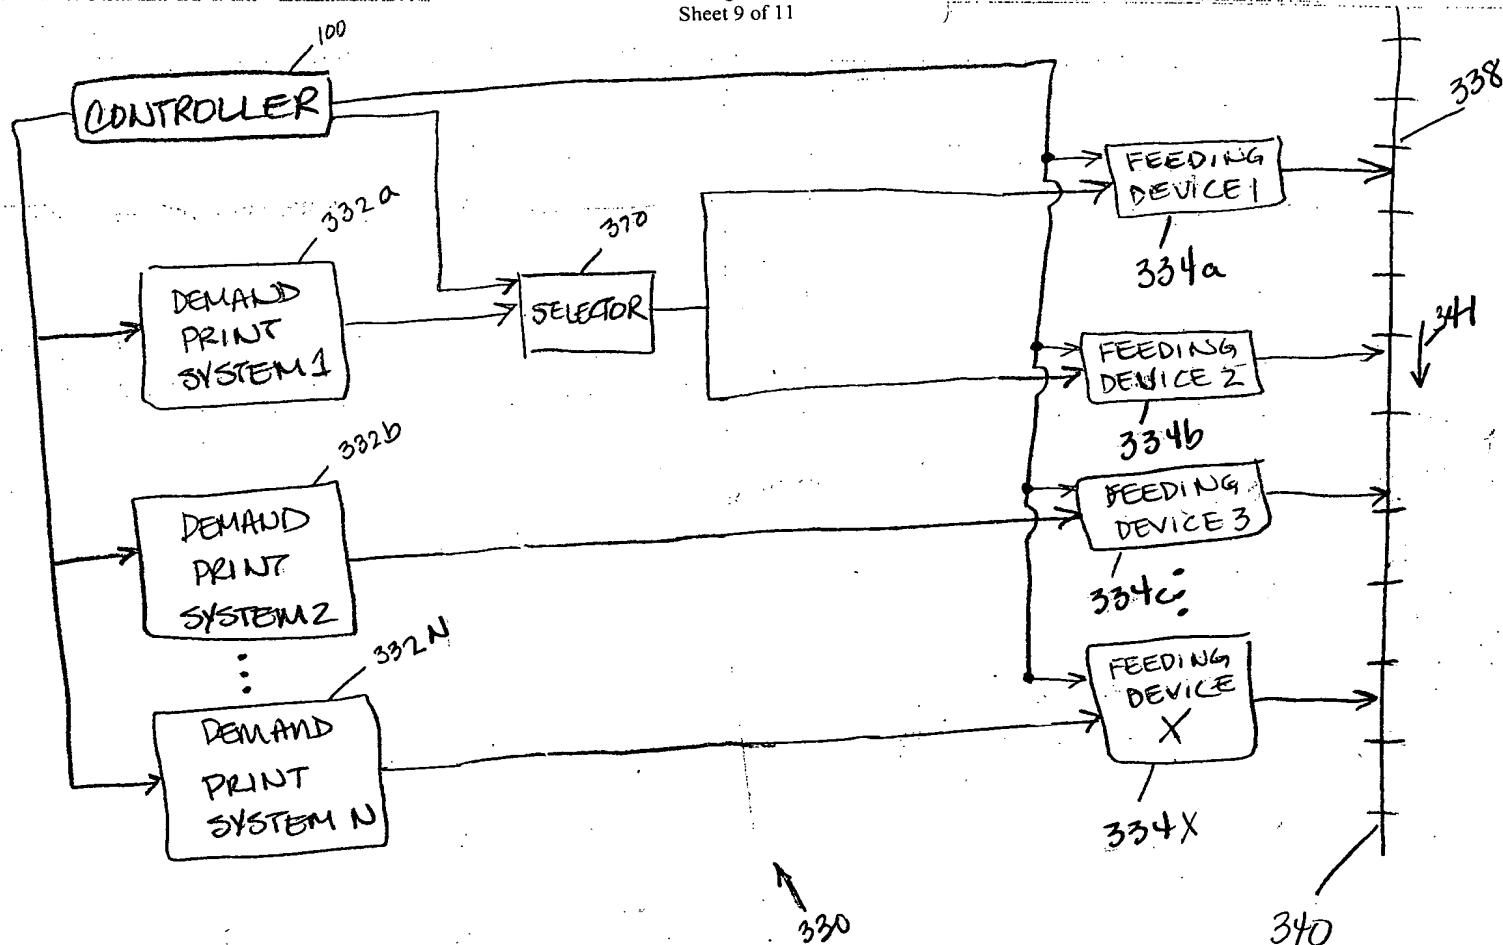 Sheet 9 of 11
100
CONTROLLER
338
FEEDING
DEVICE 1
334a
332a
370
DEMAND
PRINT
SYSTEM 1
SELECTOR
341
FEEDING
DEVICE 2
334b
332b
FEEDING
DEVICE 3
334c
DEMAND
PRINT
SYSTEM 2
332N
FEEDING
DEVICE
X
334X
DEMAND
PRINT
SYSTEM N
330
340